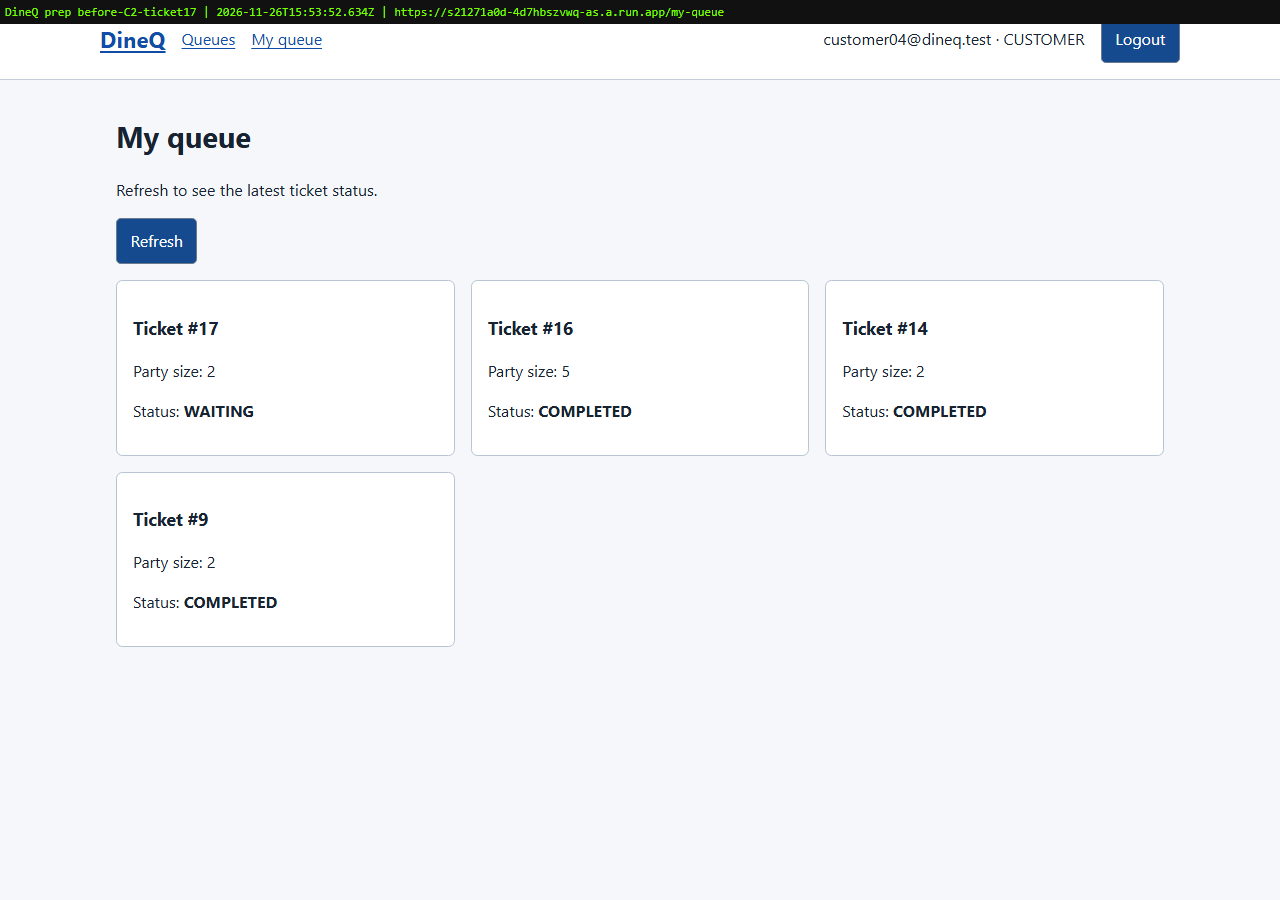 DineQ prep before-C2-ticket17 | 2026-11-26T15:53:52.634Z | https://s21271a0d-4d7hbszvwq-as.a.run.app/my-queue
DineQ Queues My queue customer04@dineq.test · CUSTOMER Logout
My queue
Refresh to see the latest ticket status.
Refresh
Ticket #17
Party size: 2
Status: WAITING
Ticket #16
Party size: 5
Status: COMPLETED
Ticket #14
Party size: 2
Status: COMPLETED
Ticket #9
Party size: 2
Status: COMPLETED